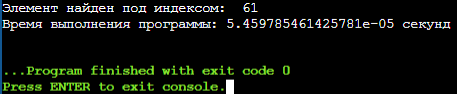 Элемент найден под индексом:  61
Время выполнения программы: 5.459785461425781e-05 секунд
...Program finished with exit code 0
Press ENTER to exit console.